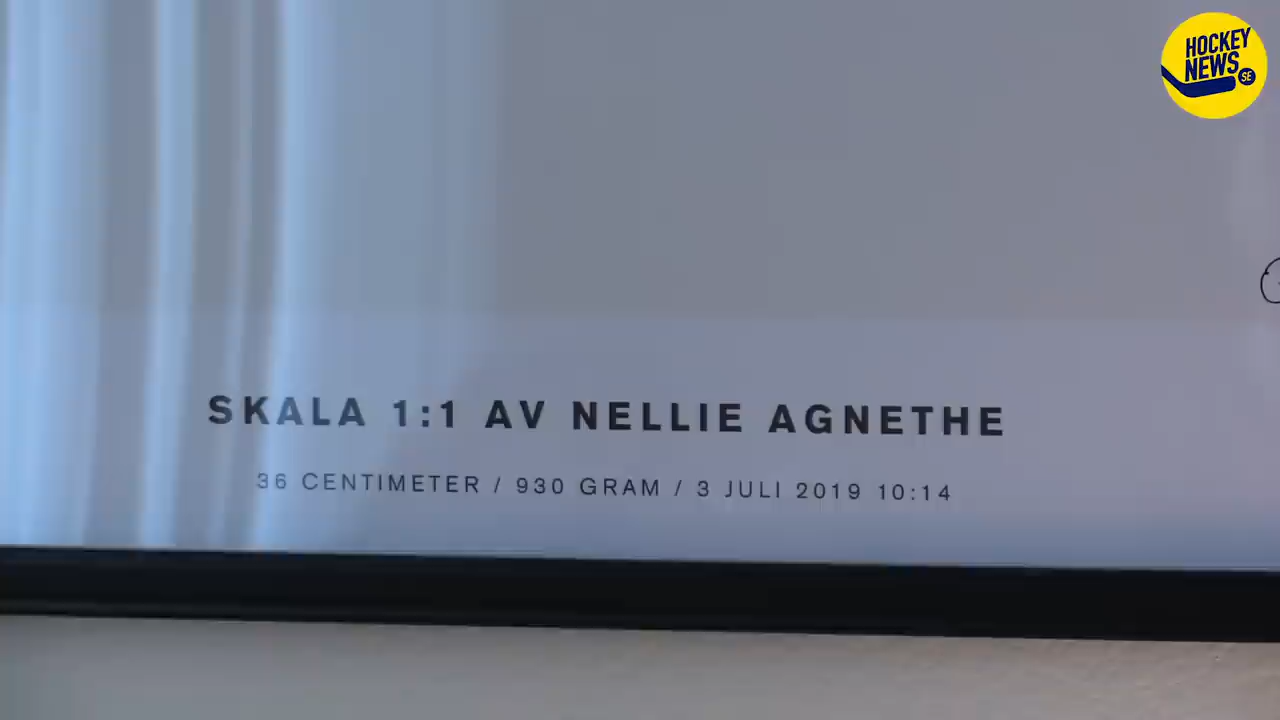 HOCKEY
NEWS
SE
SKALA 1:1 AV NELLIE AGNETHE
36 CENTIMETER / 930 GRAM / 3 JULI 2019 10:14